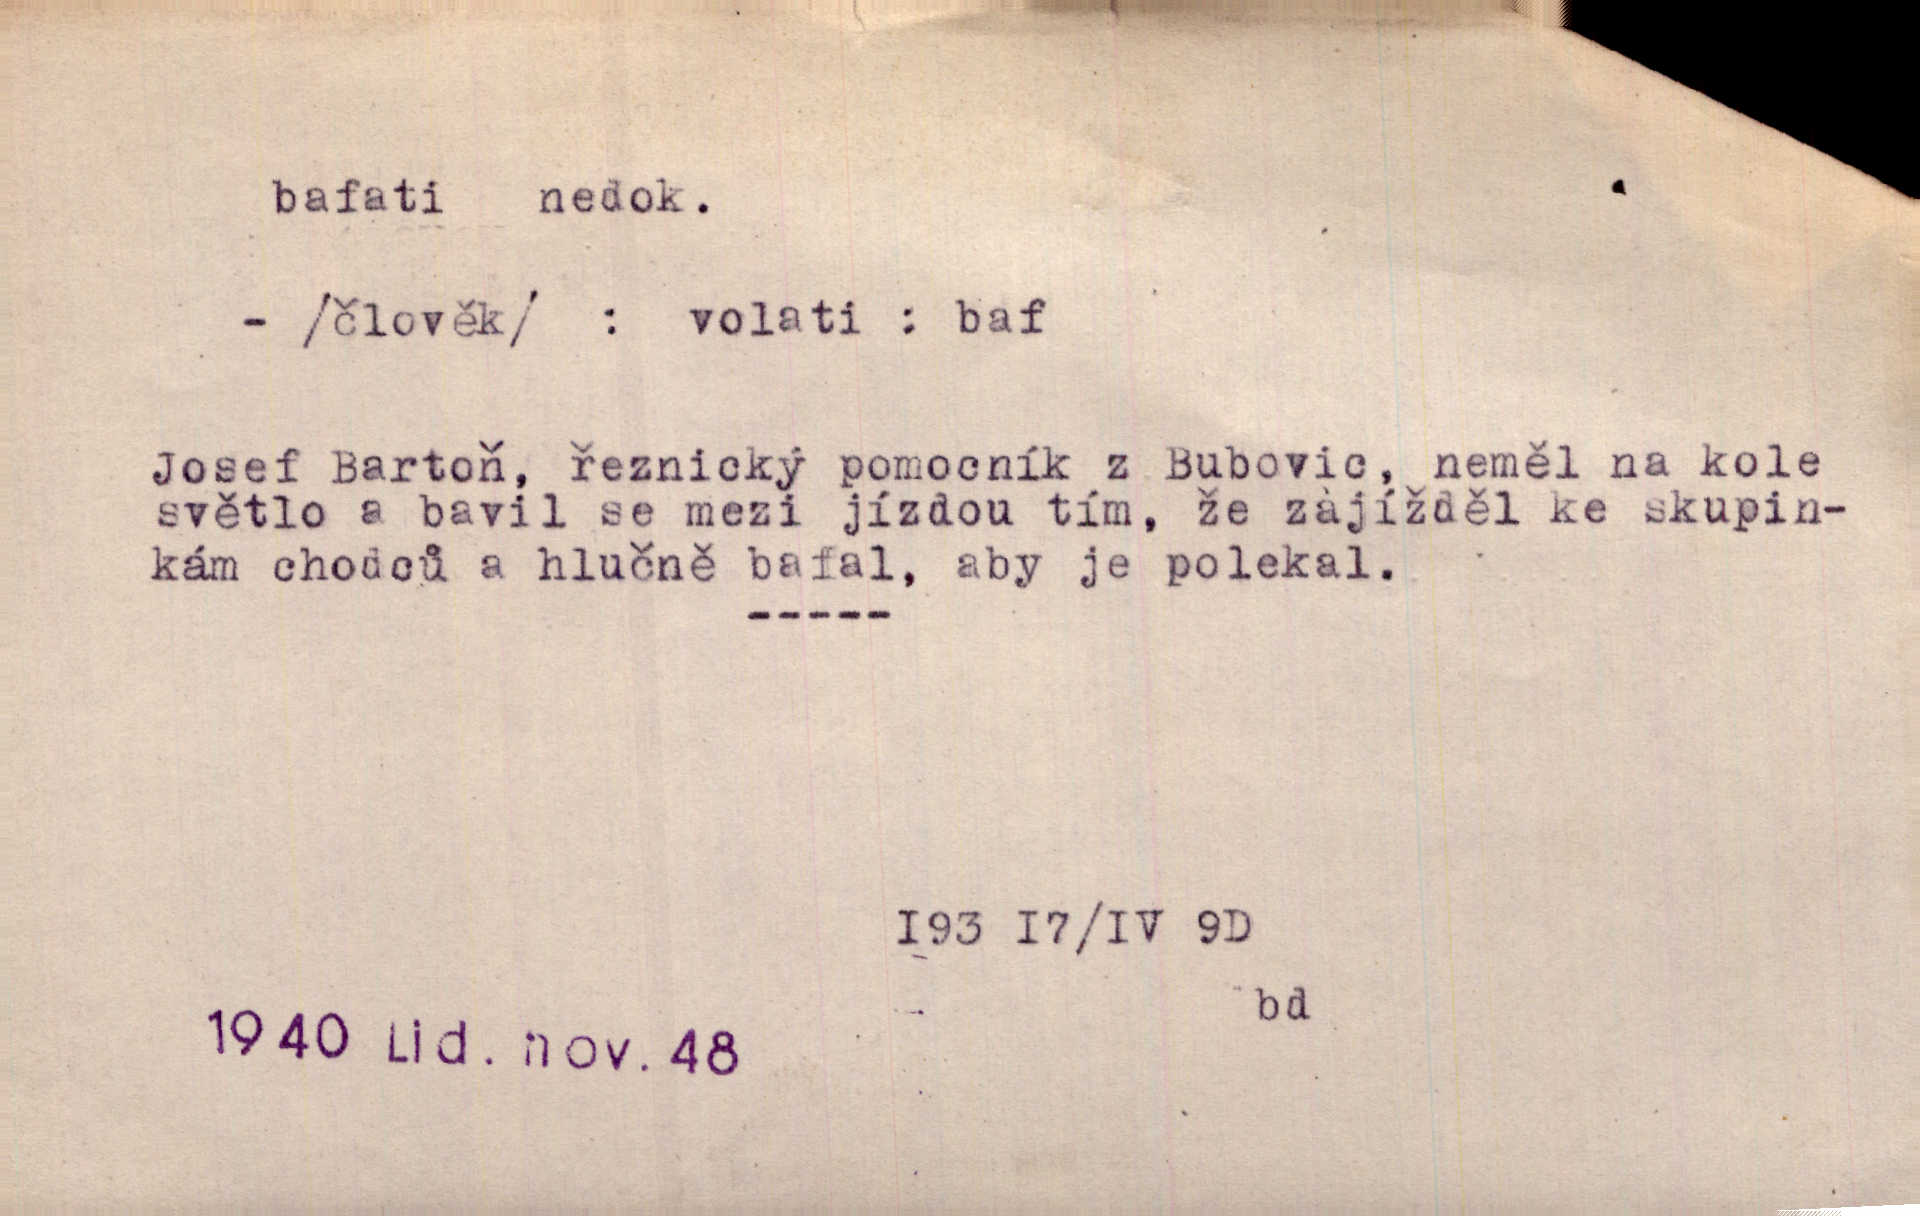 bafati nedok.
- /člověk/ : volati : baf
Josef Bartoň, řeznický pomocník z Bubovic, neměl na kole
světlo a bavil se mezi jízdou tím, že zajížděl ke skupin-
kám chodců a hlučně bafal, aby je polekal.
-----
I93 I7/IV 9D
bd
1940 Lid. nov. 48